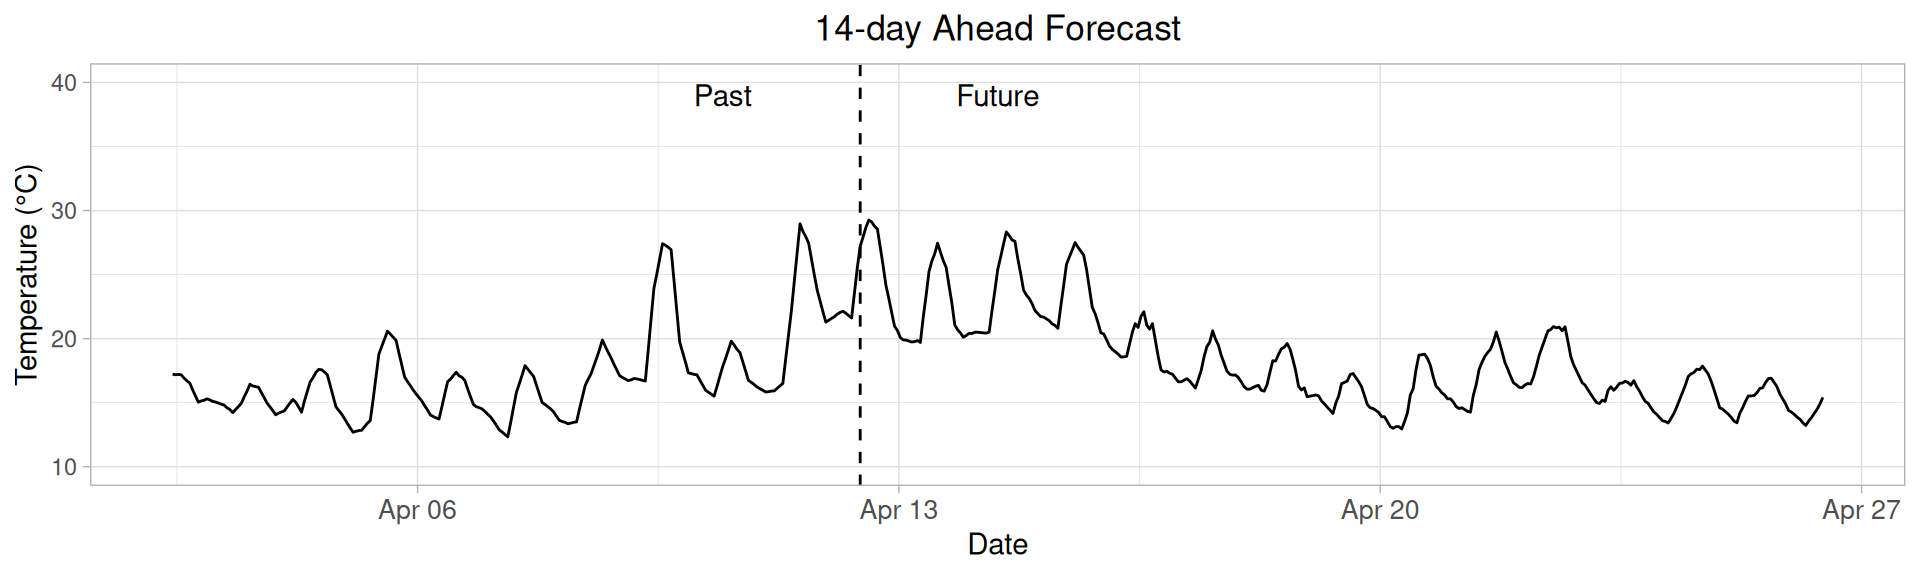 14-day Ahead Forecast
Past
Future
40
30
20
10
Temperature (°C)
Apr 06
Apr 13
Apr 20
Apr 27
Date